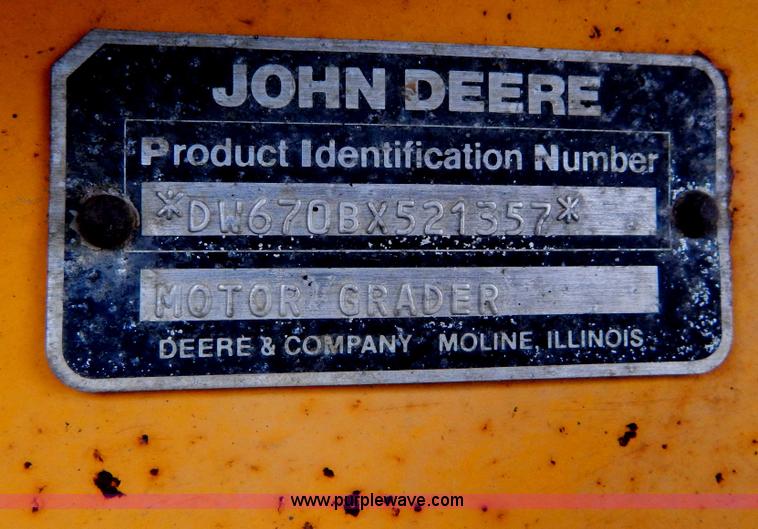 JOHN DEERE
Product Identification Number
*DW670BX521357*
MOTOR GRADER
DEERE & COMPANY MOLINE, ILLINOIS
www.purplewave.com